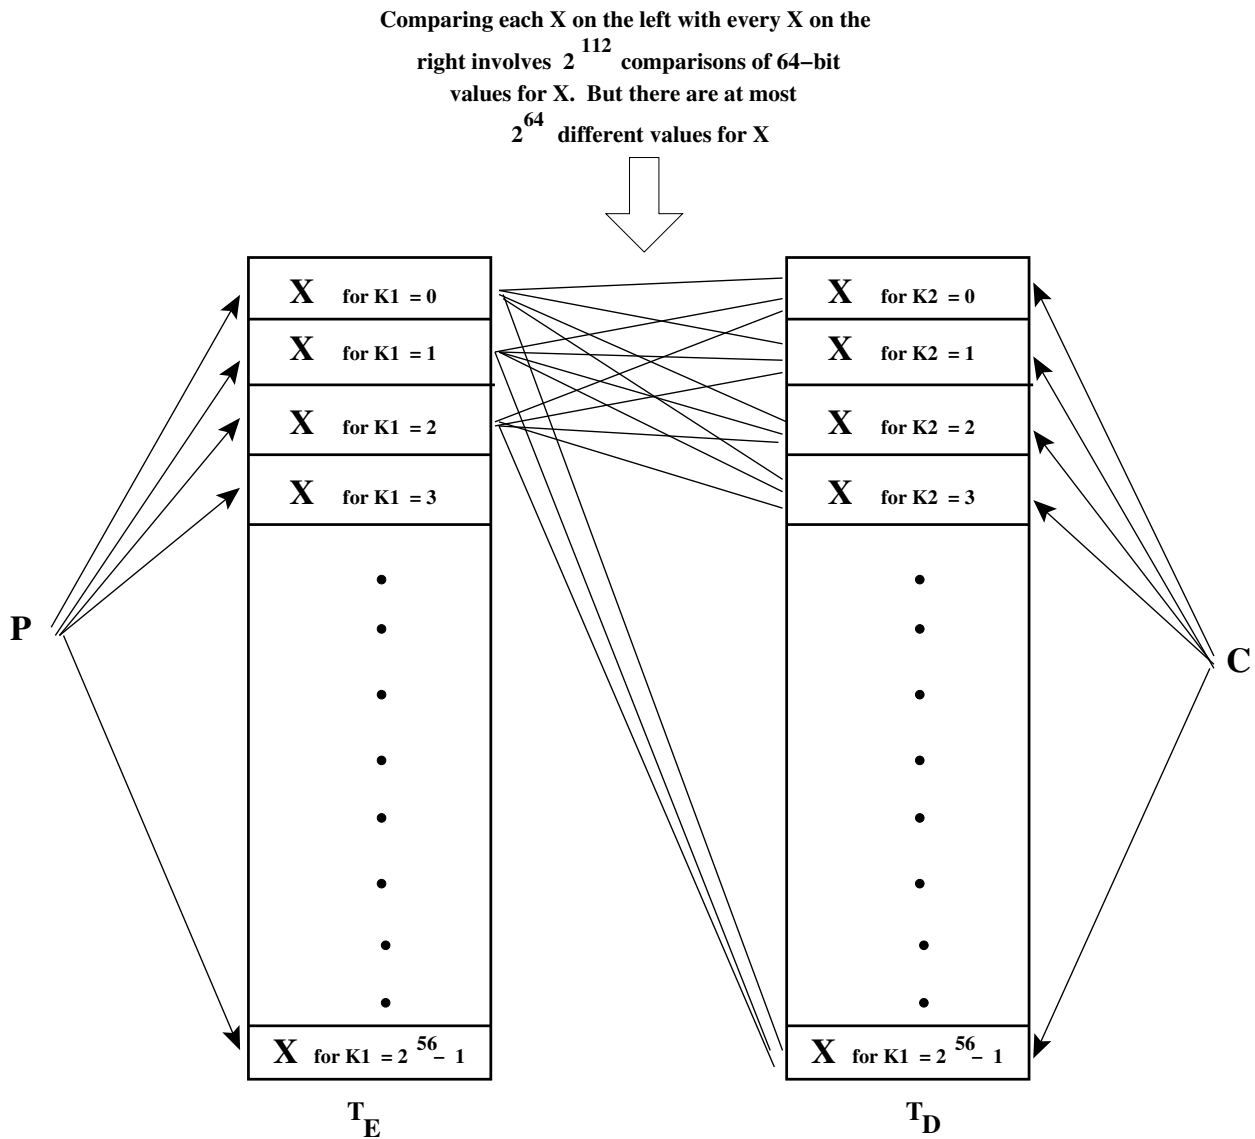 Comparing each X on the left with every X on the
right involves 2^112 comparisons of 64−bit
values for X. But there are at most
2^64 different values for X
X for K1 = 0
X for K2 = 0
X for K1 = 1
X for K2 = 1
X for K1 = 2
X for K2 = 2
X for K1 = 3
X for K2 = 3
P
C
X for K1 = 2^56 − 1
X for K1 = 2^56 − 1
T_E
T_D